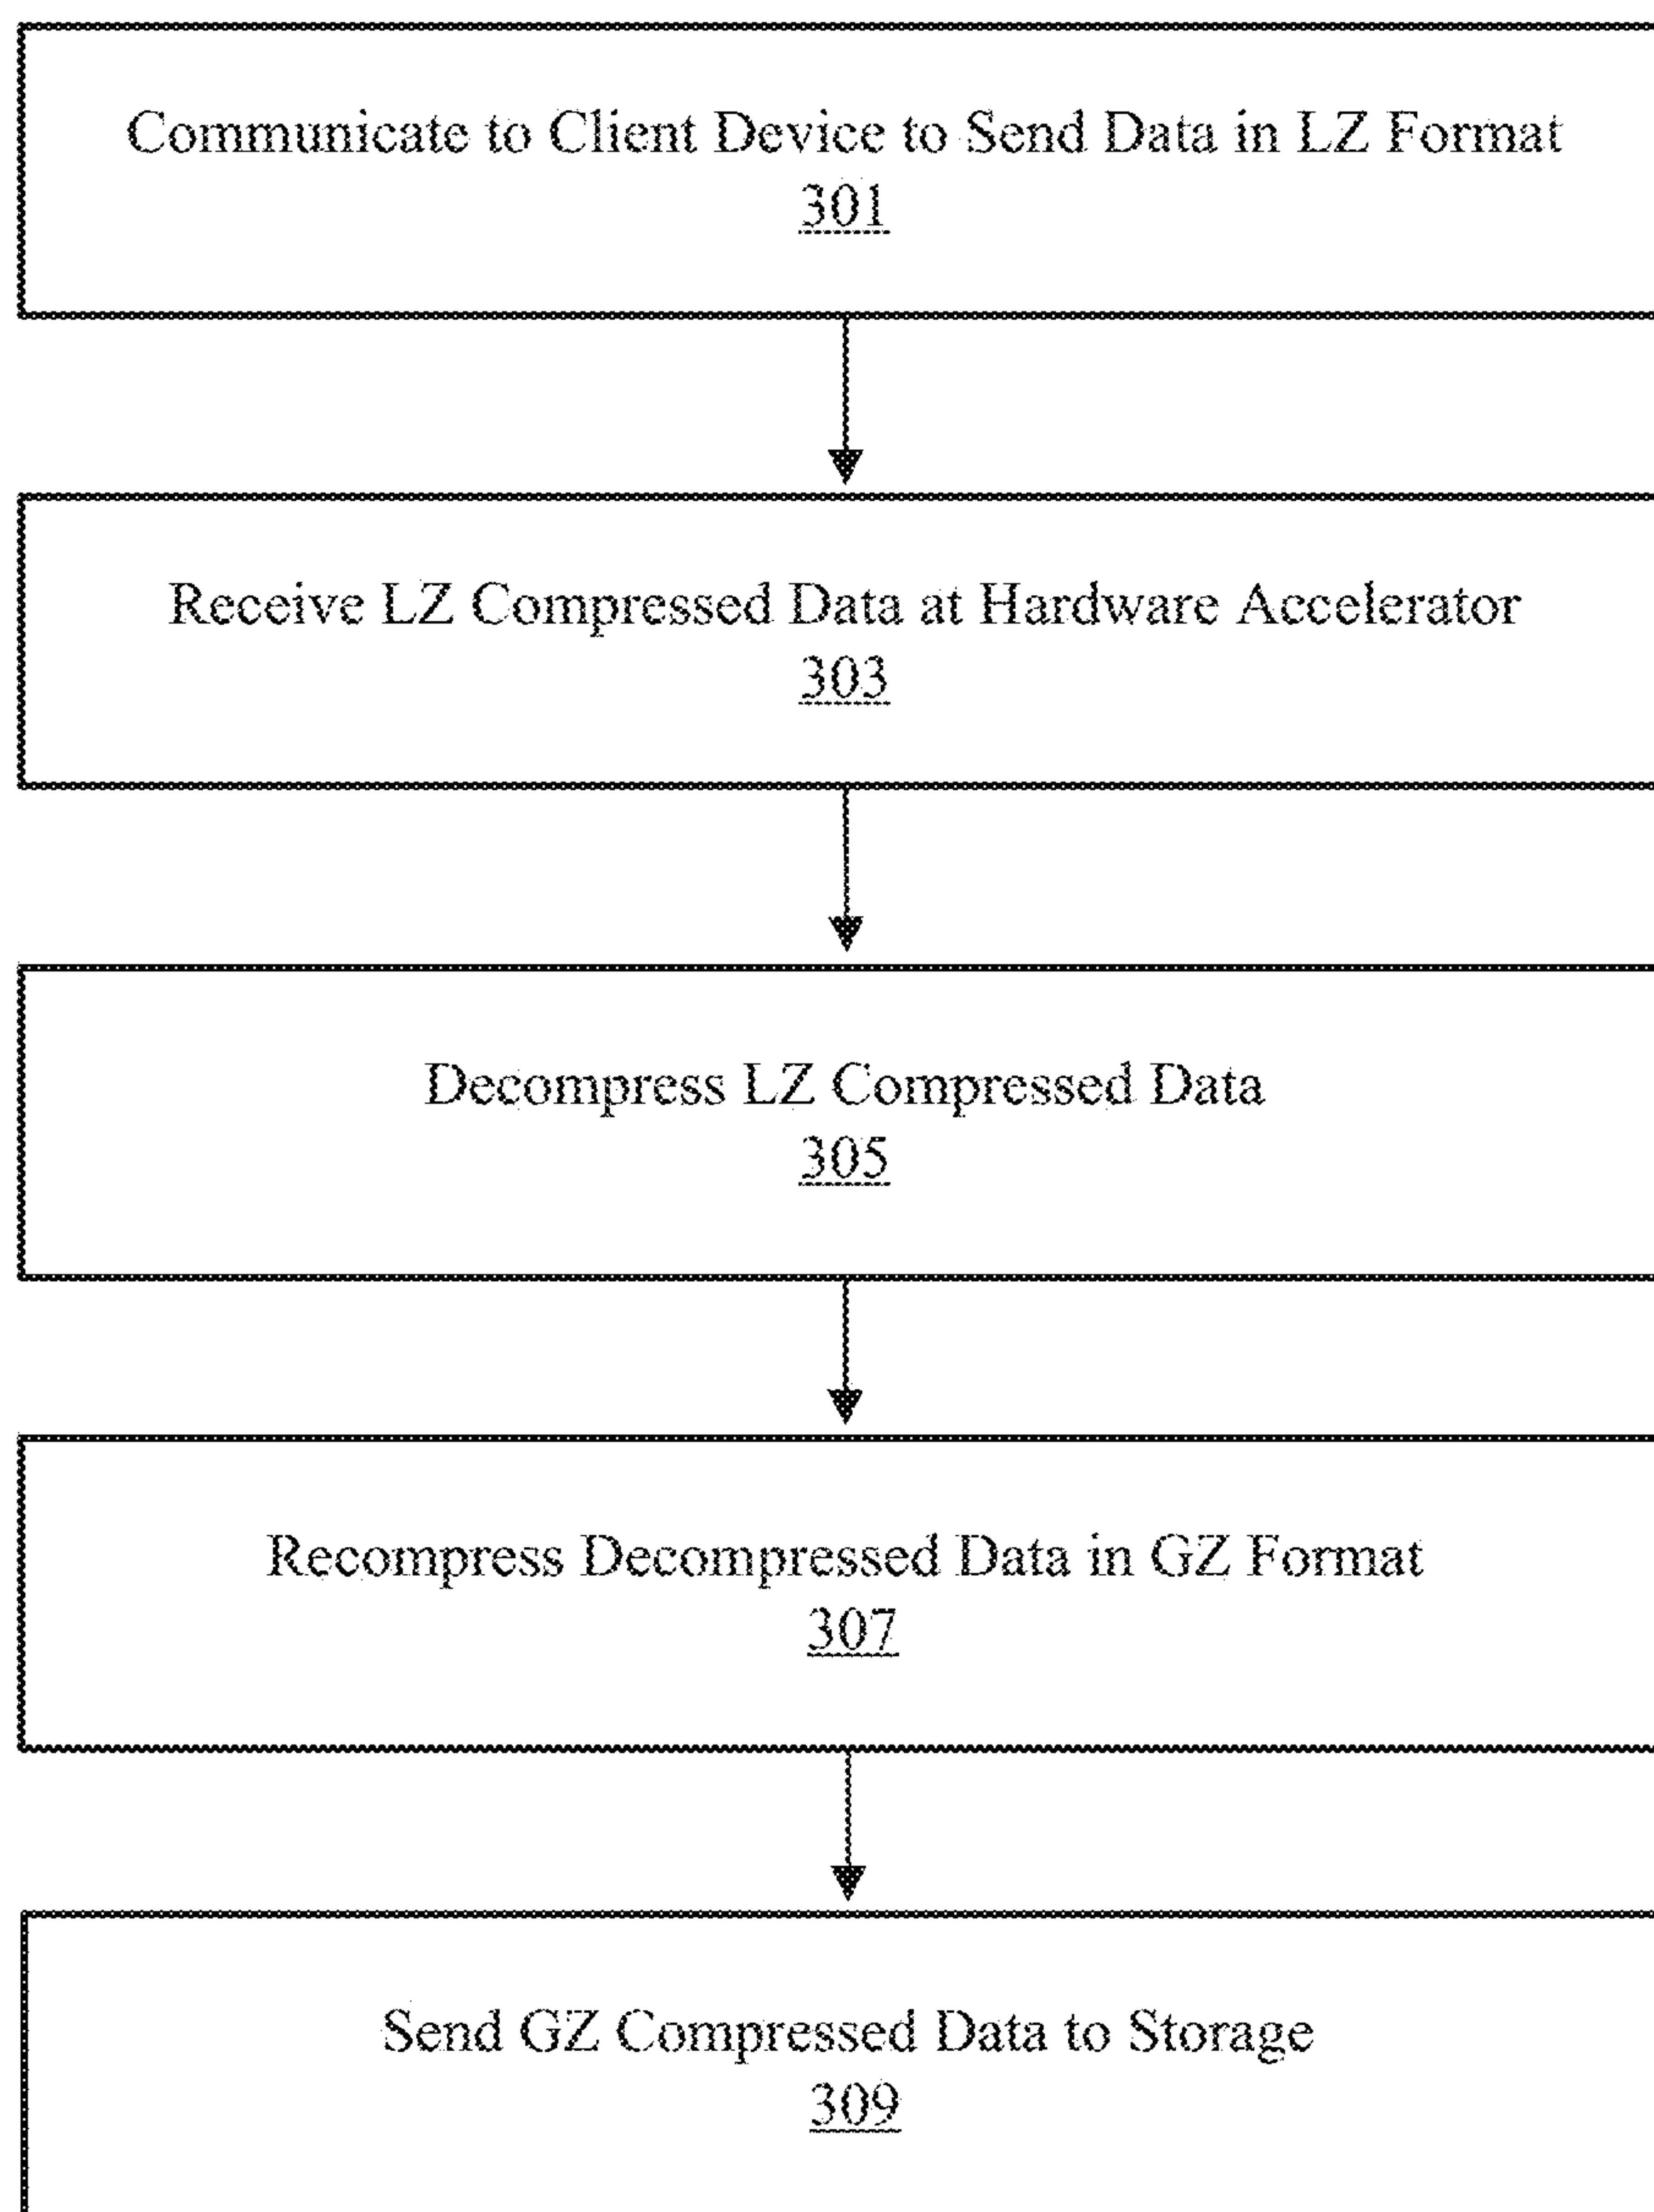 Communicate to Client Device to Send Data in LZ Format
301
Receive LZ Compressed Data at Hardware Accelerator
303
Decompress LZ Compressed Data
305
Recompress Decompressed Data in GZ Format
307
Send GZ Compressed Data to Storage
309